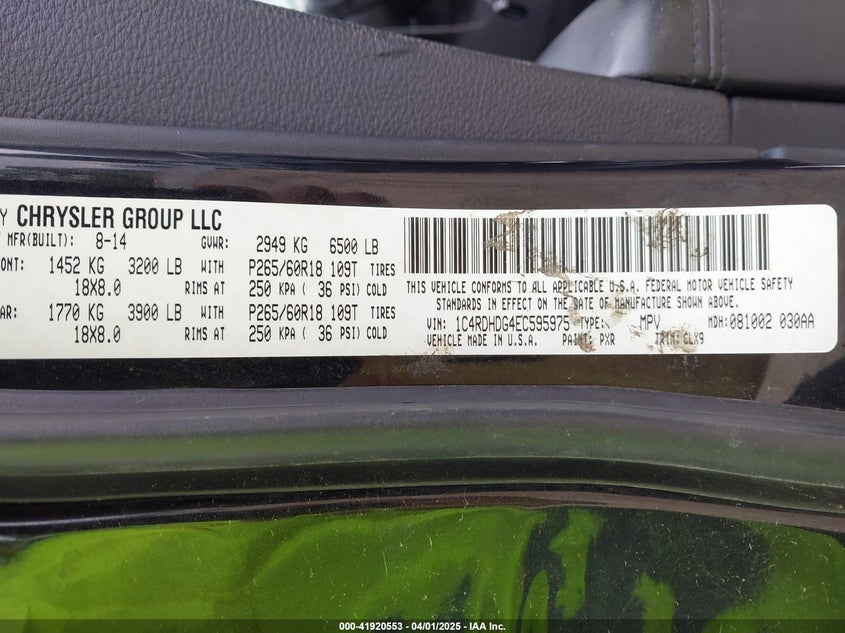 Y CHRYSLER GROUP LLC
MFR(BUILT): 8-14 GVWR: 2949 KG 6500 LB
ONT: 1452 KG 3200 LB WITH P265/60R18 109T TIRES
18X8.0 RIMS AT 250 KPA ( 36 PSI) COLD
AR: 1770 KG 3900 LB WITH P265/60R18 109T TIRES
18X8.0 RIMS AT 250 KPA ( 36 PSI) COLD
THIS VEHICLE CONFORMS TO ALL APPLICABLE U.S.A. FEDERAL MOTOR VEHICLE SAFETY
STANDARDS IN EFFECT ON THE DATE OF MANUFACTURE SHOWN ABOVE.
VIN: 1C4RDHDG4EC595975 TYPE: MPV MDH:081002 030AA
VEHICLE MADE IN U.S.A. PAINT: PXR TRIM: CLX9
000-41920553 - 04/01/2025 - IAA Inc.